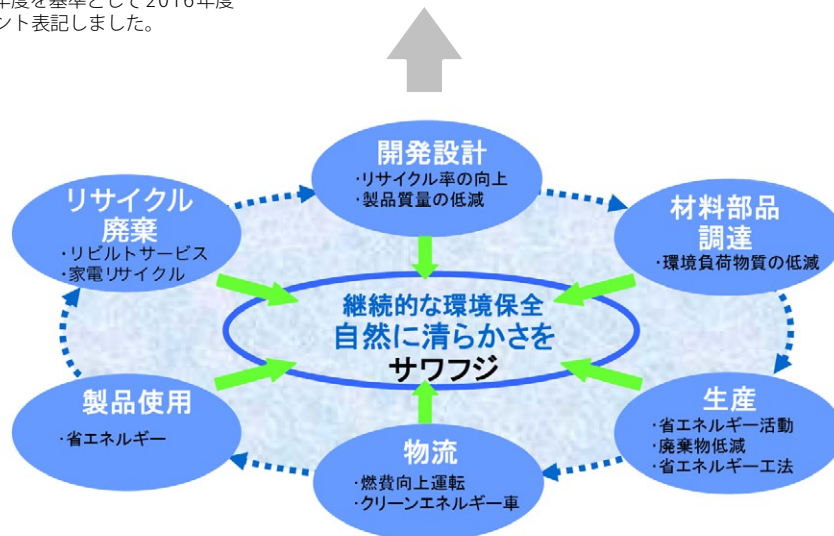 年度を基準として2016年度
ント表記しました。
開発設計
・リサイクル率の向上
・製品質量の低減
リサイクル
廃棄
・リビルトサービス
・家電リサイクル
材料部品
調達
・環境負荷物質の低減
継続的な環境保全
自然に清らかさを
サワフジ
製品使用
・省エネルギー
生産
・省エネルギー活動
・廃棄物低減
・省エネルギー工法
物流
・燃費向上運転
・クリーンエネルギー車